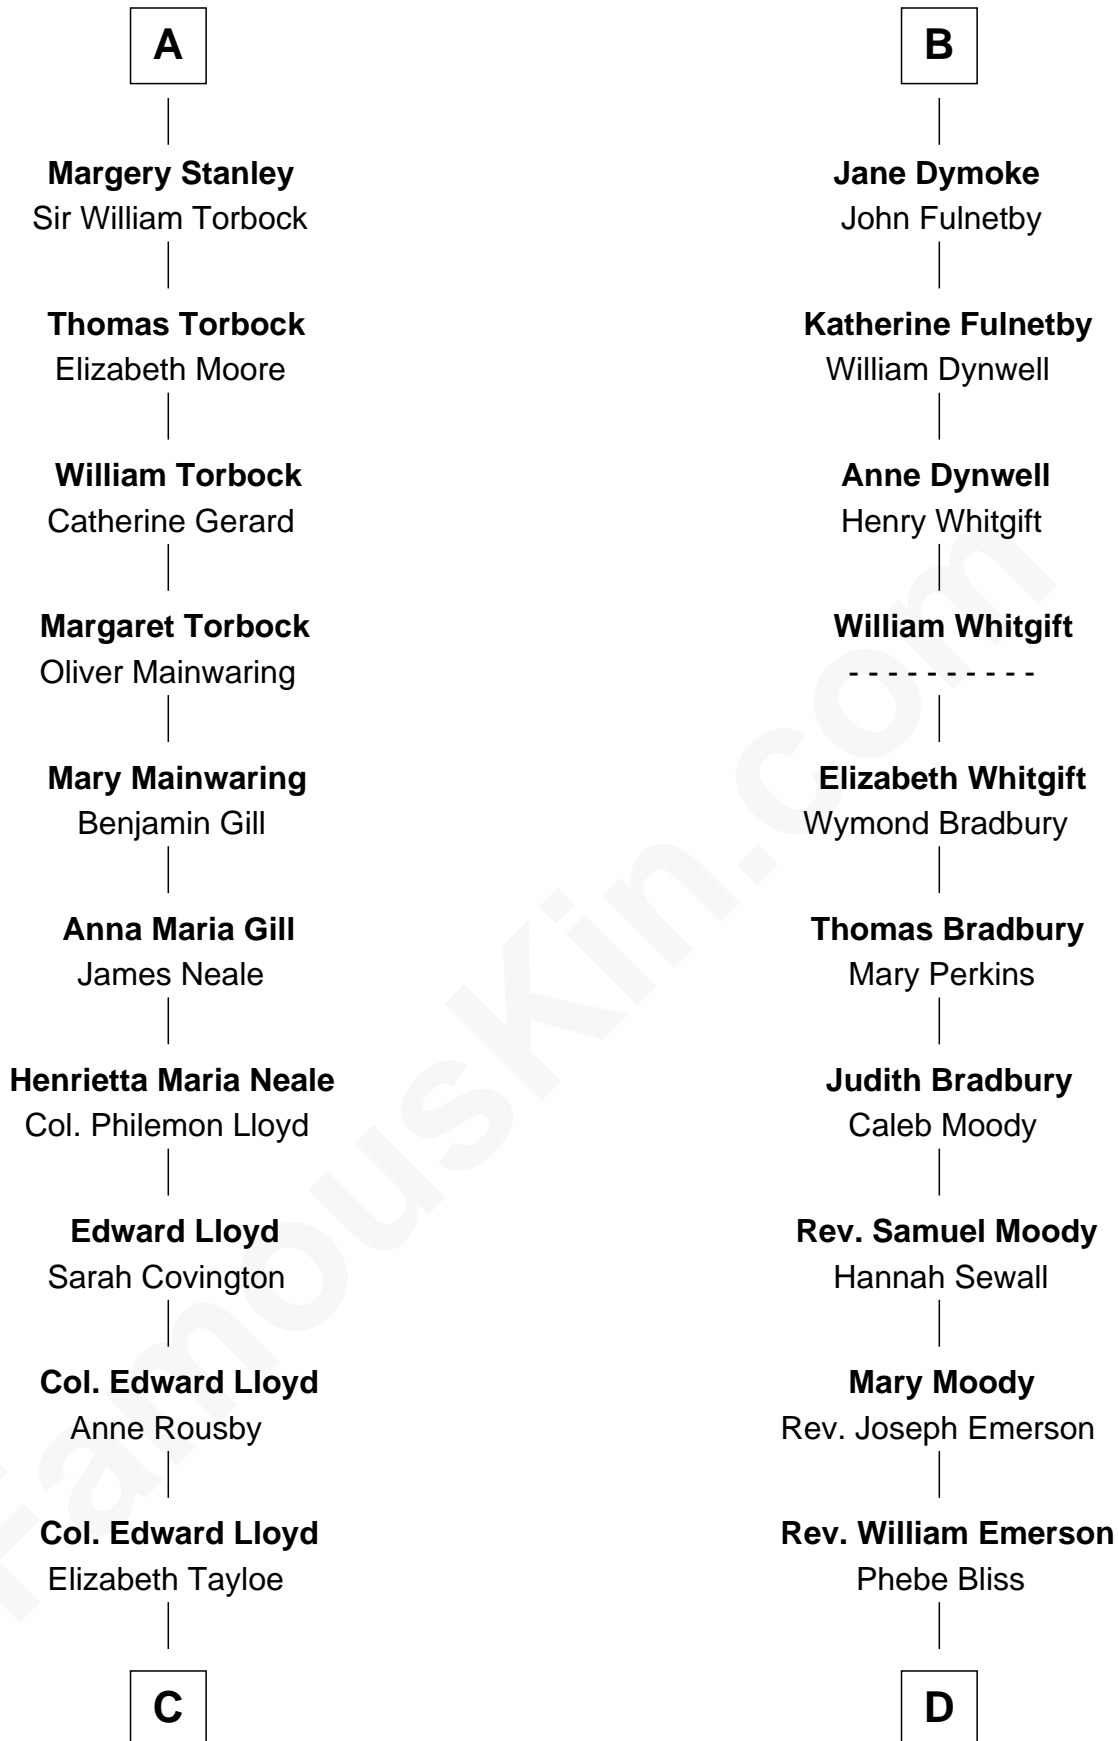 A
Margery Stanley
Sir William Torbock
Thomas Torbock
Elizabeth Moore
William Torbock
Catherine Gerard
Margaret Torbock
Oliver Mainwaring
Mary Mainwaring
Benjamin Gill
Anna Maria Gill
James Neale
Henrietta Maria Neale
Col. Philemon Lloyd
Edward Lloyd
Sarah Covington
Col. Edward Lloyd
Anne Rousby
Col. Edward Lloyd
Elizabeth Tayloe
C
B
Jane Dymoke
John Fulnetby
Katherine Fulnetby
William Dynwell
Anne Dynwell
Henry Whitgift
William Whitgift
- - - - - - - - - -
Elizabeth Whitgift
Wymond Bradbury
Thomas Bradbury
Mary Perkins
Judith Bradbury
Caleb Moody
Rev. Samuel Moody
Hannah Sewall
Mary Moody
Rev. Joseph Emerson
Rev. William Emerson
Phebe Bliss
D
FamousKin.com